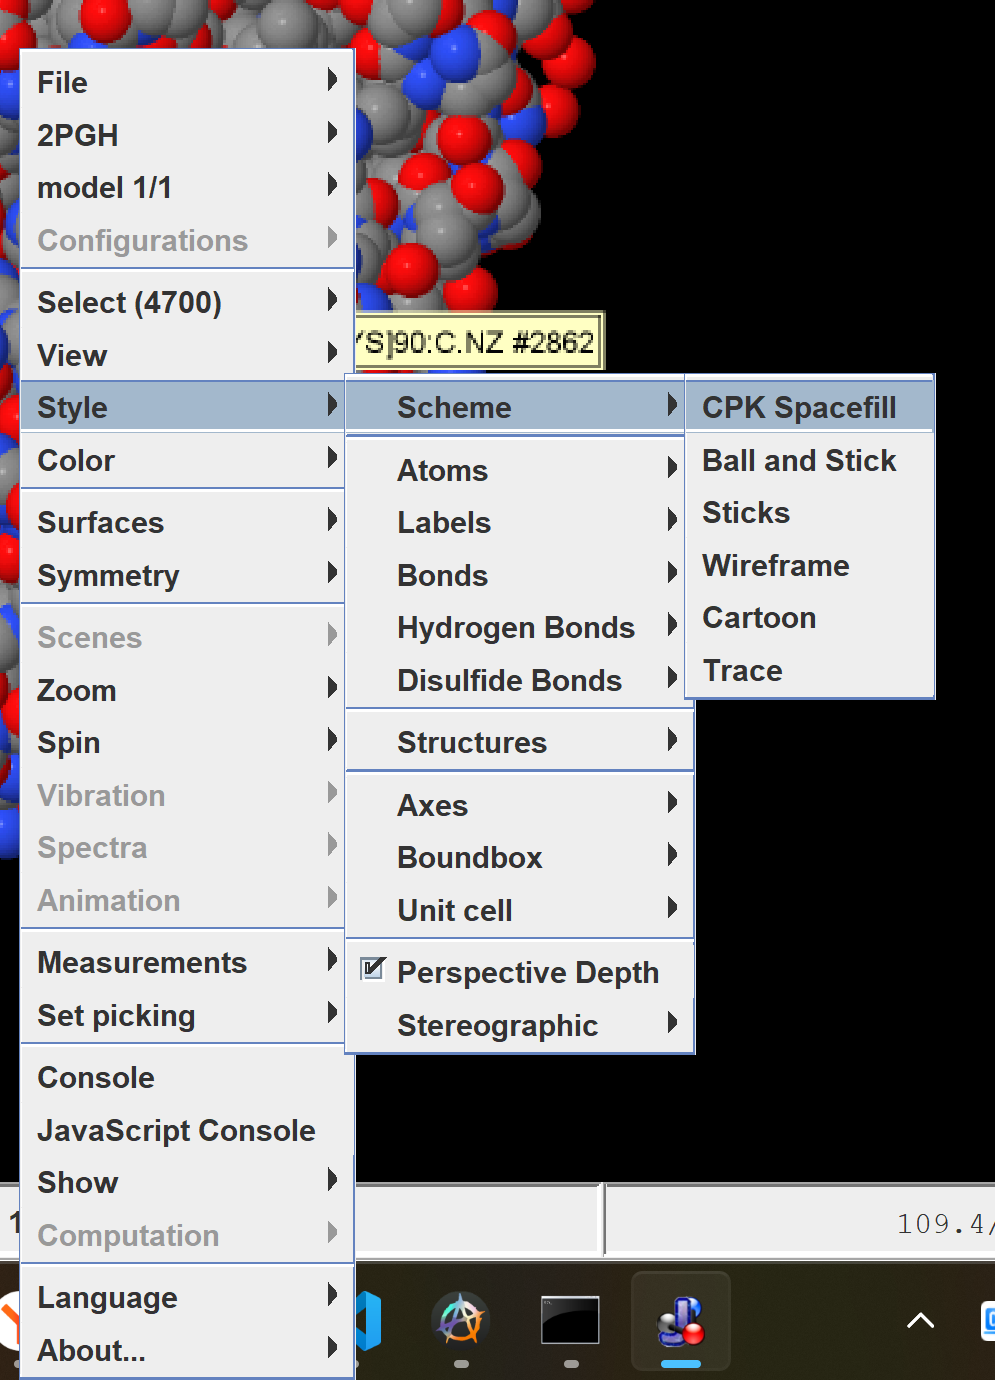 File
2PGH
model 1/1
Configurations
Select (4700)
View
Style
Color
Surfaces
Symmetry
Scenes
Zoom
Spin
Vibration
Spectra
Animation
Measurements
Set picking
Console
JavaScript Console
Show
Computation
Language
About...
YS]90:C.NZ #2862
Scheme
Atoms
Labels
Bonds
Hydrogen Bonds
Disulfide Bonds
Structures
Axes
Boundbox
Unit cell
Perspective Depth
Stereographic
CPK Spacefill
Ball and Stick
Sticks
Wireframe
Cartoon
Trace
1
109.4/